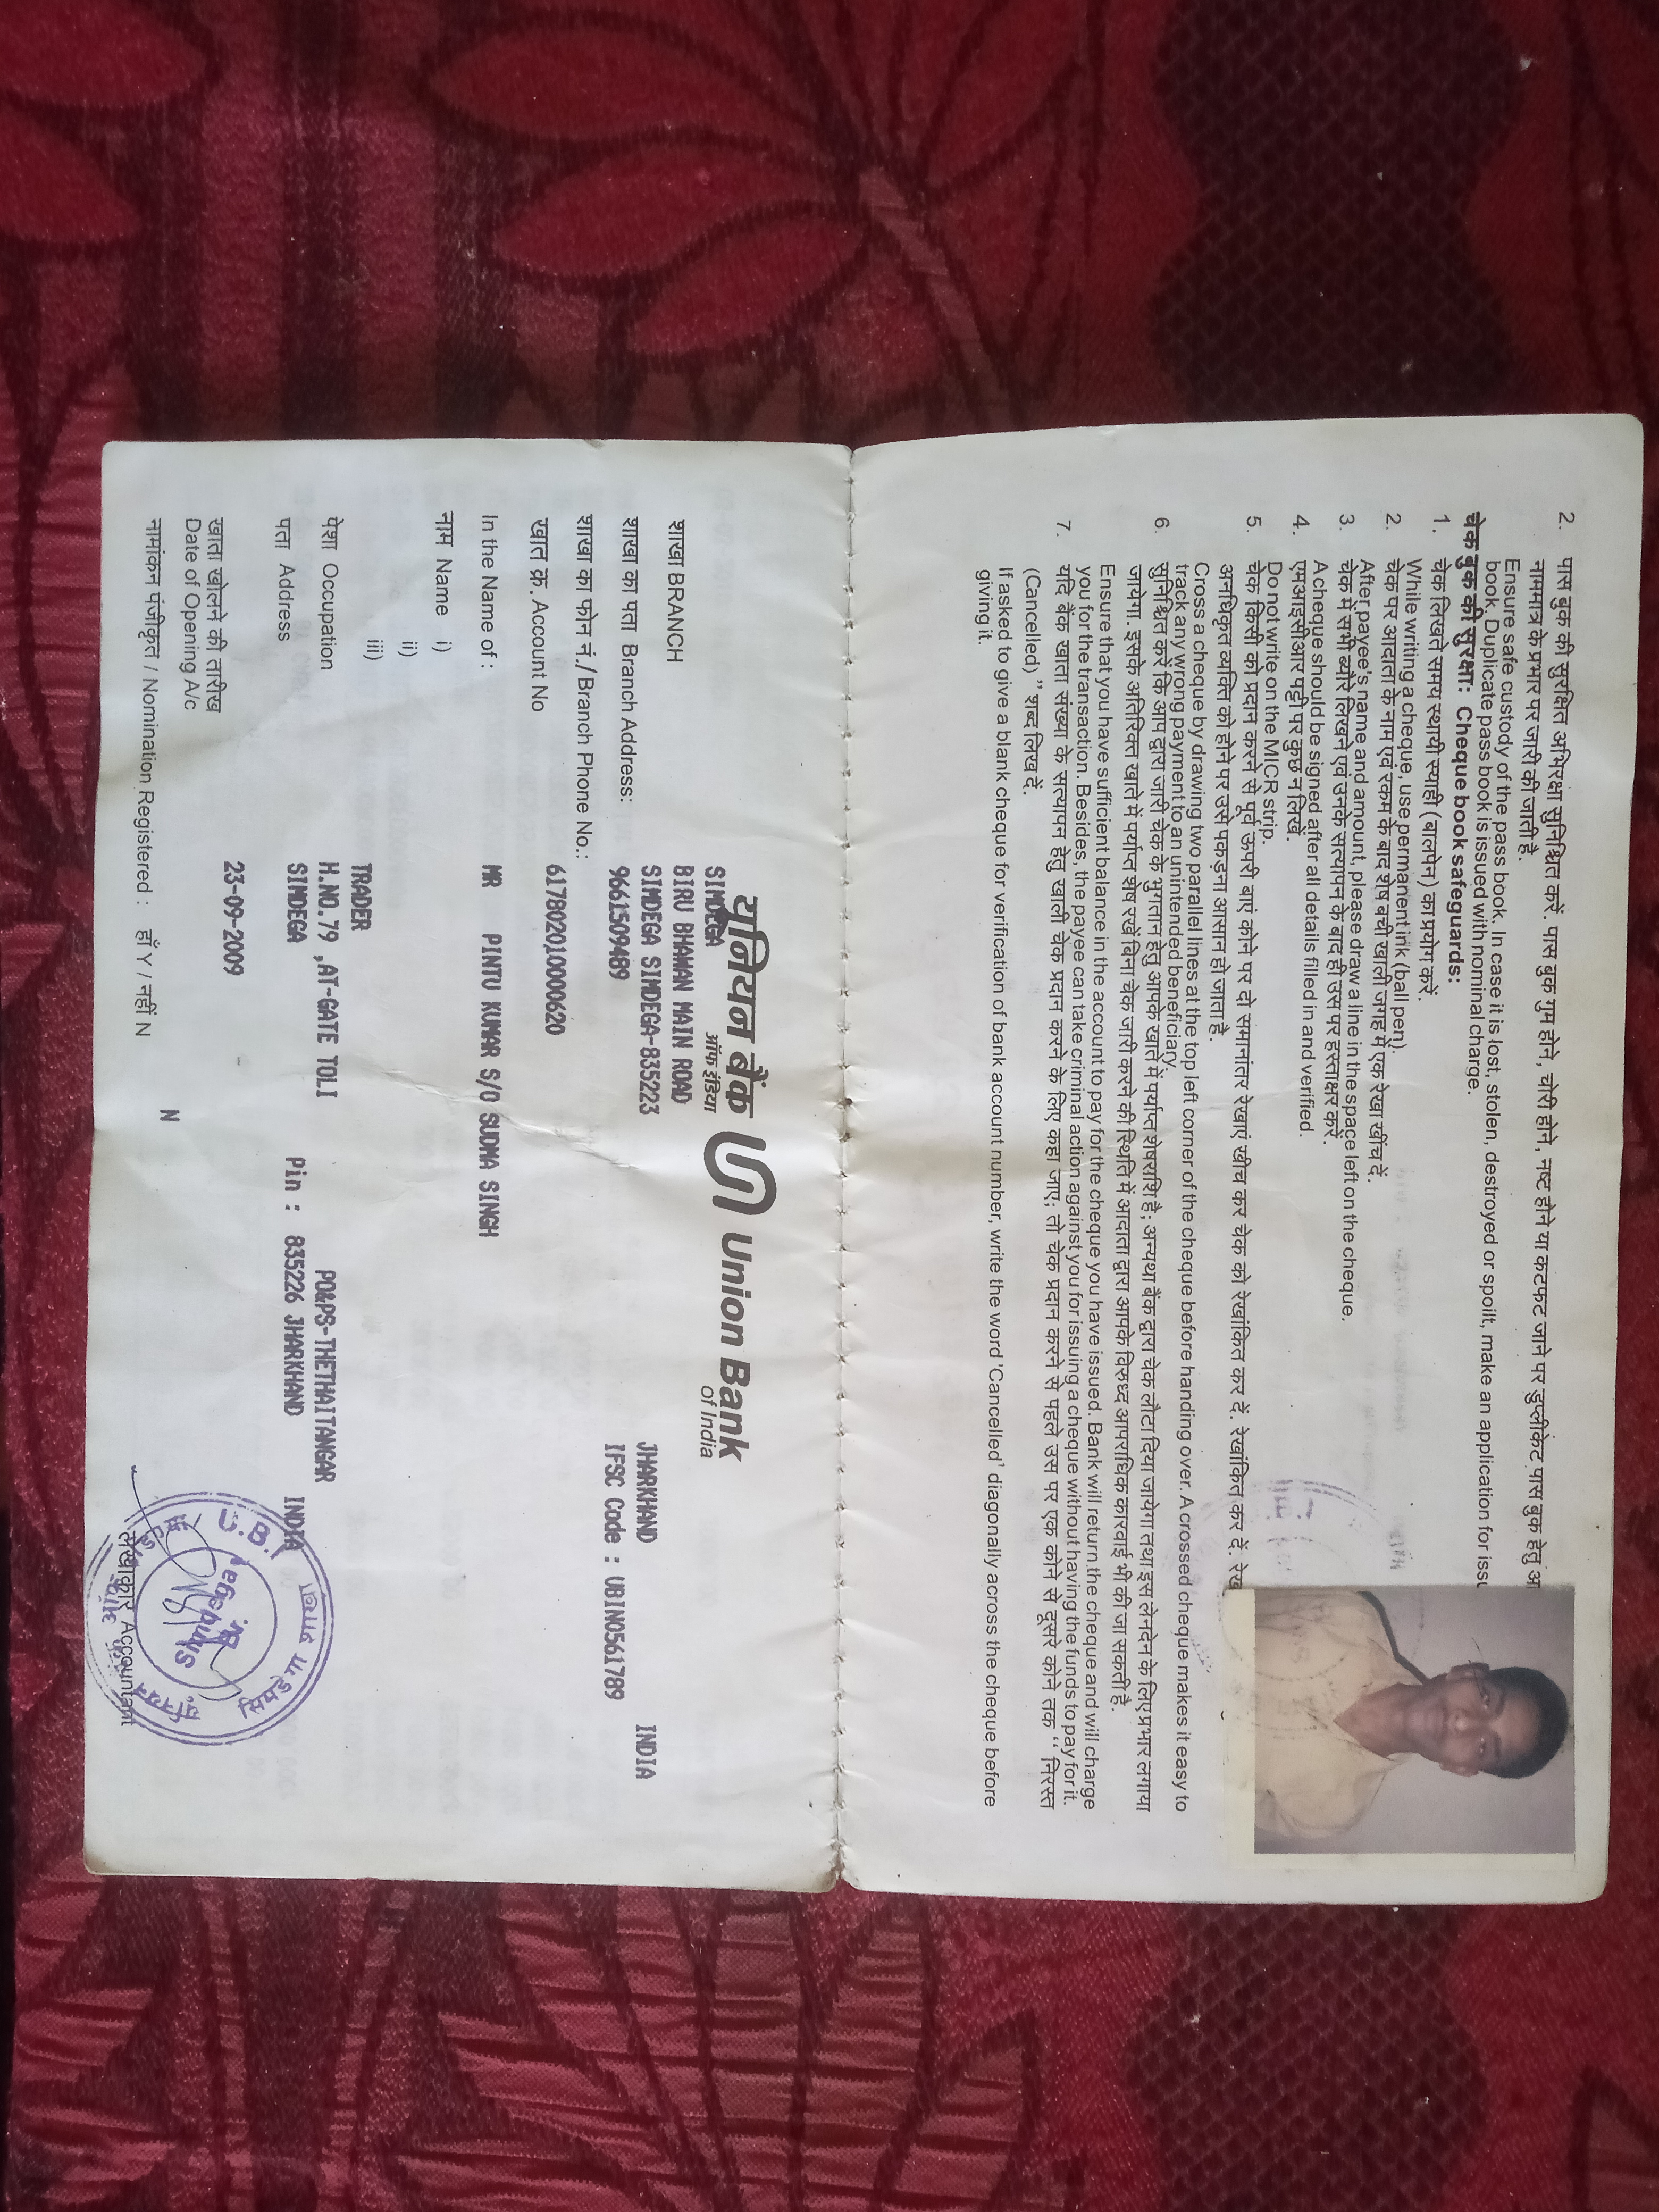 2. पास बुक की सुरक्षित अभिरक्षा सुनिश्चित करें. पास बुक गुम होने, चोरी होने, नष्ट होने या कटफट जाने पर डुप्लीकेट पास बुक हेतु आ
नाममात्र के प्रभार पर जारी की जाती है.
Ensure safe custody of the pass book. In case it is lost, stolen, destroyed or spoilt, make an application for issu
book. Duplicate pass book is issued with nominal charge.
चेक बुक की सुरक्षा: Cheque book safeguards:
1. चेक लिखते समय स्थायी स्याही (बालपेन) का प्रयोग करें.
While writing a cheque, use permanent ink (ball pen).
2. चेक पर आदाता के नाम एवं रकम के बाद शेष बची खाली जगह में एक रेखा खींच दें.
After payee's name and amount, please draw a line in the space left on the cheque.
3. चेक में सभी ब्यौरे लिखने एवं उनके सत्यापन के बाद ही उस पर हस्ताक्षर करें.
A cheque should be signed after all details filled in and verified.
4. एमआइसीआर पट्टी पर कुछ न लिखें.
Do not write on the MICR strip.
5. चेक किसी को प्रदान करने से पूर्व ऊपरी बाएं कोने पर दो समानांतर रेखाएं खींच कर चेक को रेखांकित कर दें. रेखांकित कर दें. रेख
अनधिकृत व्यक्ति को होने पर उसे पकड़ना आसान हो जाता है.
Cross a cheque by drawing two parallel lines at the top left corner of the cheque before handing over. A crossed cheque makes it easy to
track any wrong payment to an unintended beneficiary.
6. सुनिश्चित करें कि आप द्वारा जारी चेक के भुगतान हेतु आपके खाते में पर्याप्त शेषराशि है; अन्यथा बैंक द्वारा चेक लौटा दिया जायेगा तथा इस लेनदेन के लिए प्रभार लगाया
जायेगा. इसके अतिरिक्त खाते में पर्याप्त शेष रखें बिना चेक जारी करने की स्थिति में आदाता द्वारा आपके विरुध्द आपराधिक कारवाई भी की जा सकती है.
Ensure that you have sufficient balance in the account to pay for the cheque you have issued. Bank will return the cheque and will charge
you for the transaction. Besides, the payee can take criminal action against you for issuing a cheque without having the funds to pay for it.
7. यदि बैंक खाता संख्या के सत्यापन हेतु खाली चेक प्रदान करने के लिए कहा जाए; तो चेक प्रदान करने से पहले उस पर एक कोने से दूसरे कोने तक “ निरस्त
(Cancelled) ” शब्द लिख दें.
If asked to give a blank cheque for verification of bank account number, write the word 'Cancelled' diagonally across the cheque before
giving it.
यूनियन बैंक Union Bank
ऑफ इंडिया of India
शाखा BRANCH SIMDEGA
BIRU BHAWAN MAIN ROAD
शाखा का पता Branch Address: SIMDEGA SIMDEGA-835223 JHARKHAND INDIA
9661509489 IFSC Code : UBIN0561789
शाखा का फोन नं./ Branch Phone No.:
खात क्र. Account No 617802010000620
In the Name of : MR PINTU KUMAR S/O SUDMA SINGH
नाम Name i)
ii)
iii)
TRADER
पेशा Occupation H.NO.79 ,AT-GATE TOLI PO&PS-THETHAITANGAR
पता Address SIMDEGA Pin : 835226 JHARKHAND INDIA
खाता खोलने की तारीख 23-09-2009
Date of Opening A/c
नामांकन पंजीकृत / Nomination Registered : हाँ Y / नहीं N N
लेखाकार Accountant
U.B.I
सिमडेगा
Simdega
Br.
यूनियन